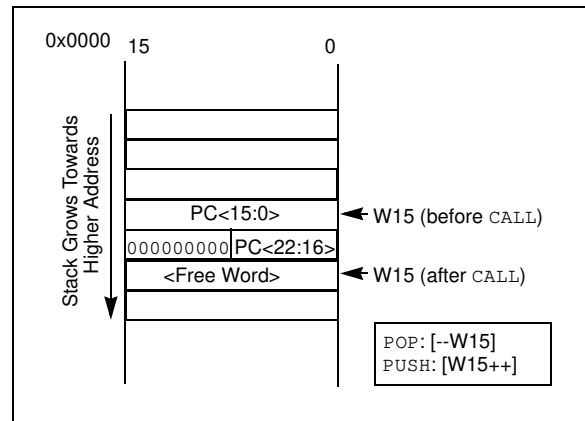 0x0000
15
0
Stack Grows Towards
Higher Address
PC<15:0>
W15 (before CALL)
000000000
PC<22:16>
<Free Word>
W15 (after CALL)
POP: [--W15]
PUSH: [W15++]